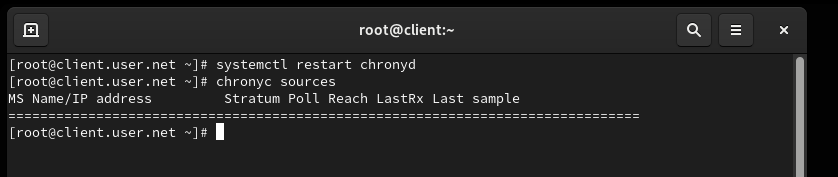 root@client:~
[root@client.user.net ~]# systemctl restart chronyd
[root@client.user.net ~]# chronyc sources
MS Name/IP address         Stratum Poll Reach LastRx Last sample
===============================================================================
[root@client.user.net ~]#